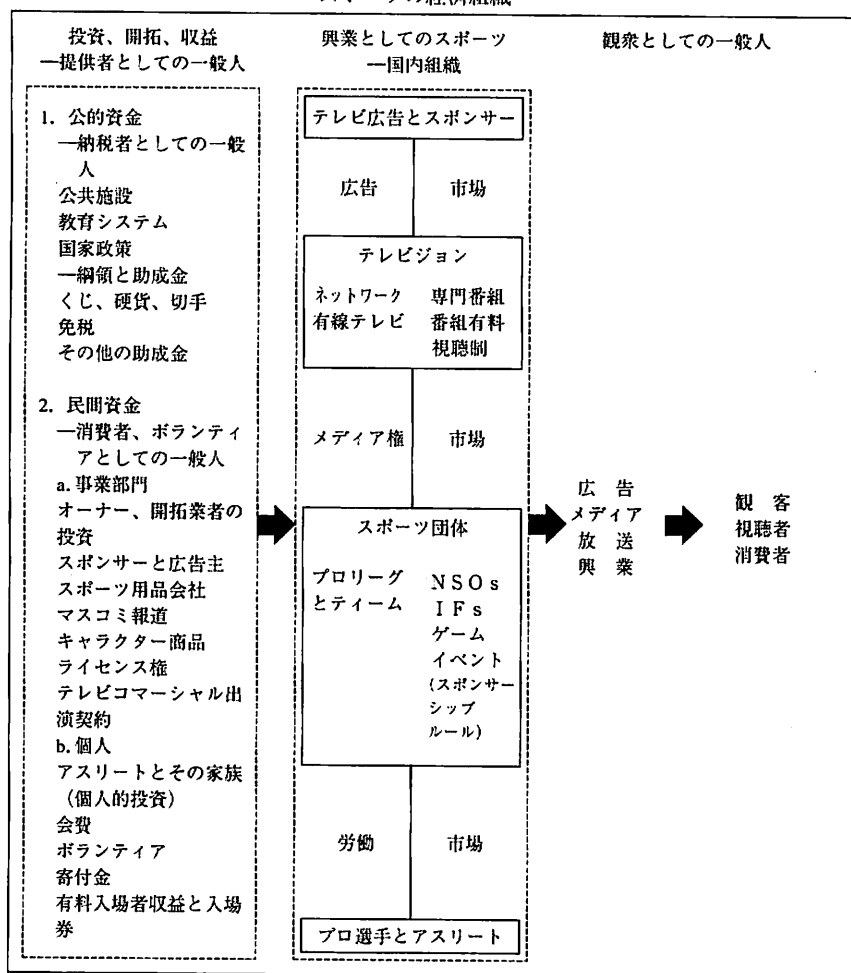 投資、開拓、収益
―提供者としての一般人
1. 公的資金
―納税者としての一般
人
公共施設
教育システム
国家政策
―綱領と助成金
くじ、硬貨、切手
免税
その他の助成金
2. 民間資金
―消費者、ボランティ
アとしての一般人
a. 事業部門
オーナー、開拓業者の
投資
スポンサーと広告主
スポーツ用品会社
マスコミ報道
キャラクター商品
ライセンス権
テレビコマーシャル出
演契約
b. 個人
アスリートとその家族
(個人的投資)
会費
ボランティア
寄付金
有料入場者収益と入場
券
興業としてのスポーツ
―国内組織
テレビ広告とスポンサー
広告 市場
テレビジョン
ネットワーク
有線テレビ
専門番組
番組有料
視聴制
メディア権 市場
スポーツ団体
プロリーグ
とティーム
NSOs
IFs
ゲーム
イベント
(スポンサー
シップ
ルール)
労働 市場
プロ選手とアスリート
観衆としての一般人
広告
メディア
放送
興業
観客
視聴者
消費者